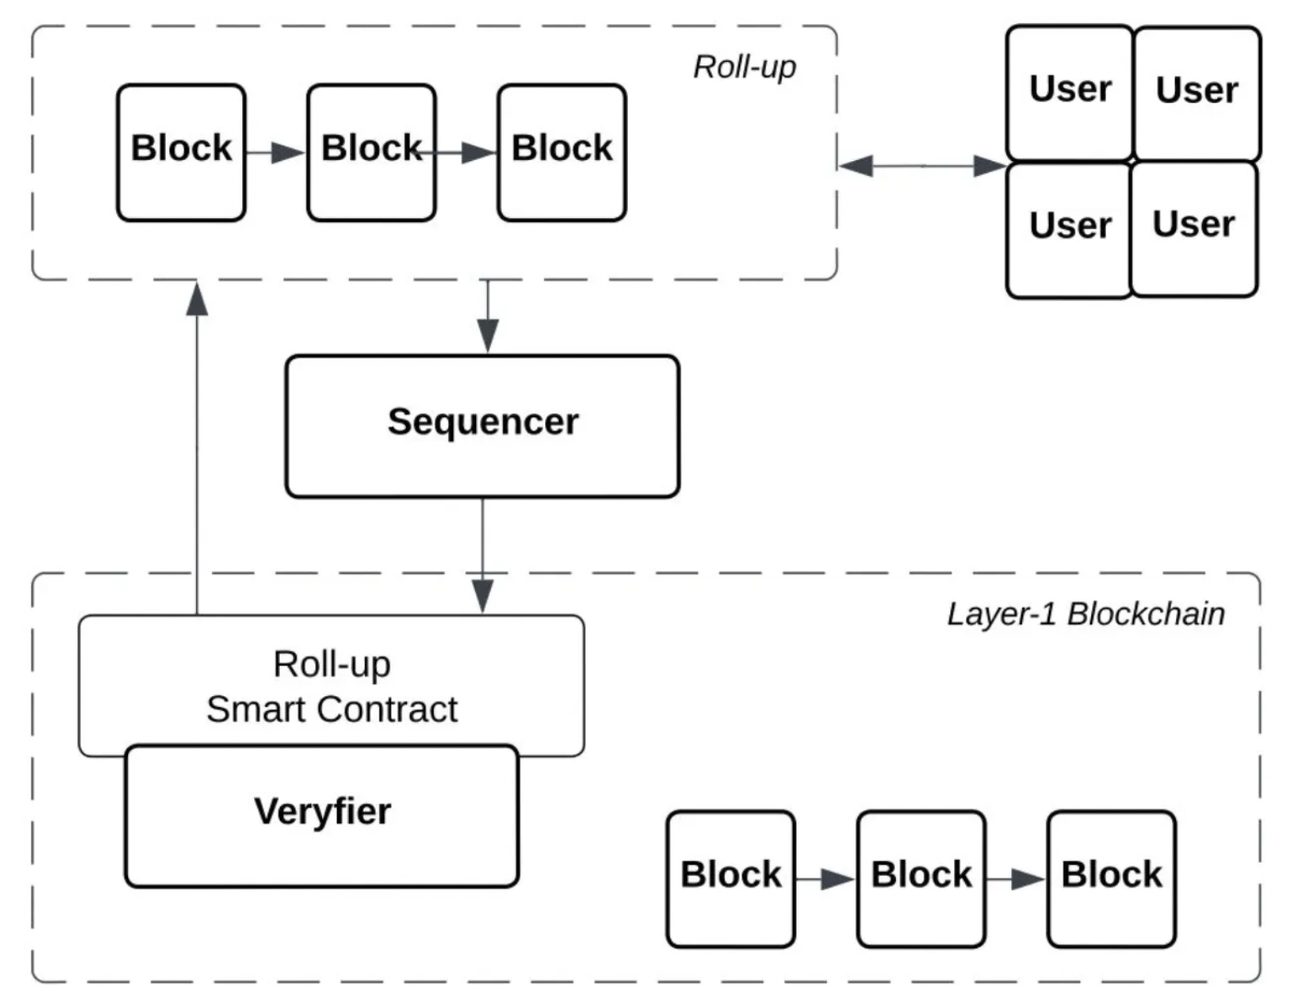 Roll-up
Block
Block
Block
User
User
User
User
Sequencer
Layer-1 Blockchain
Roll-up
Smart Contract
Veryfier
Block
Block
Block